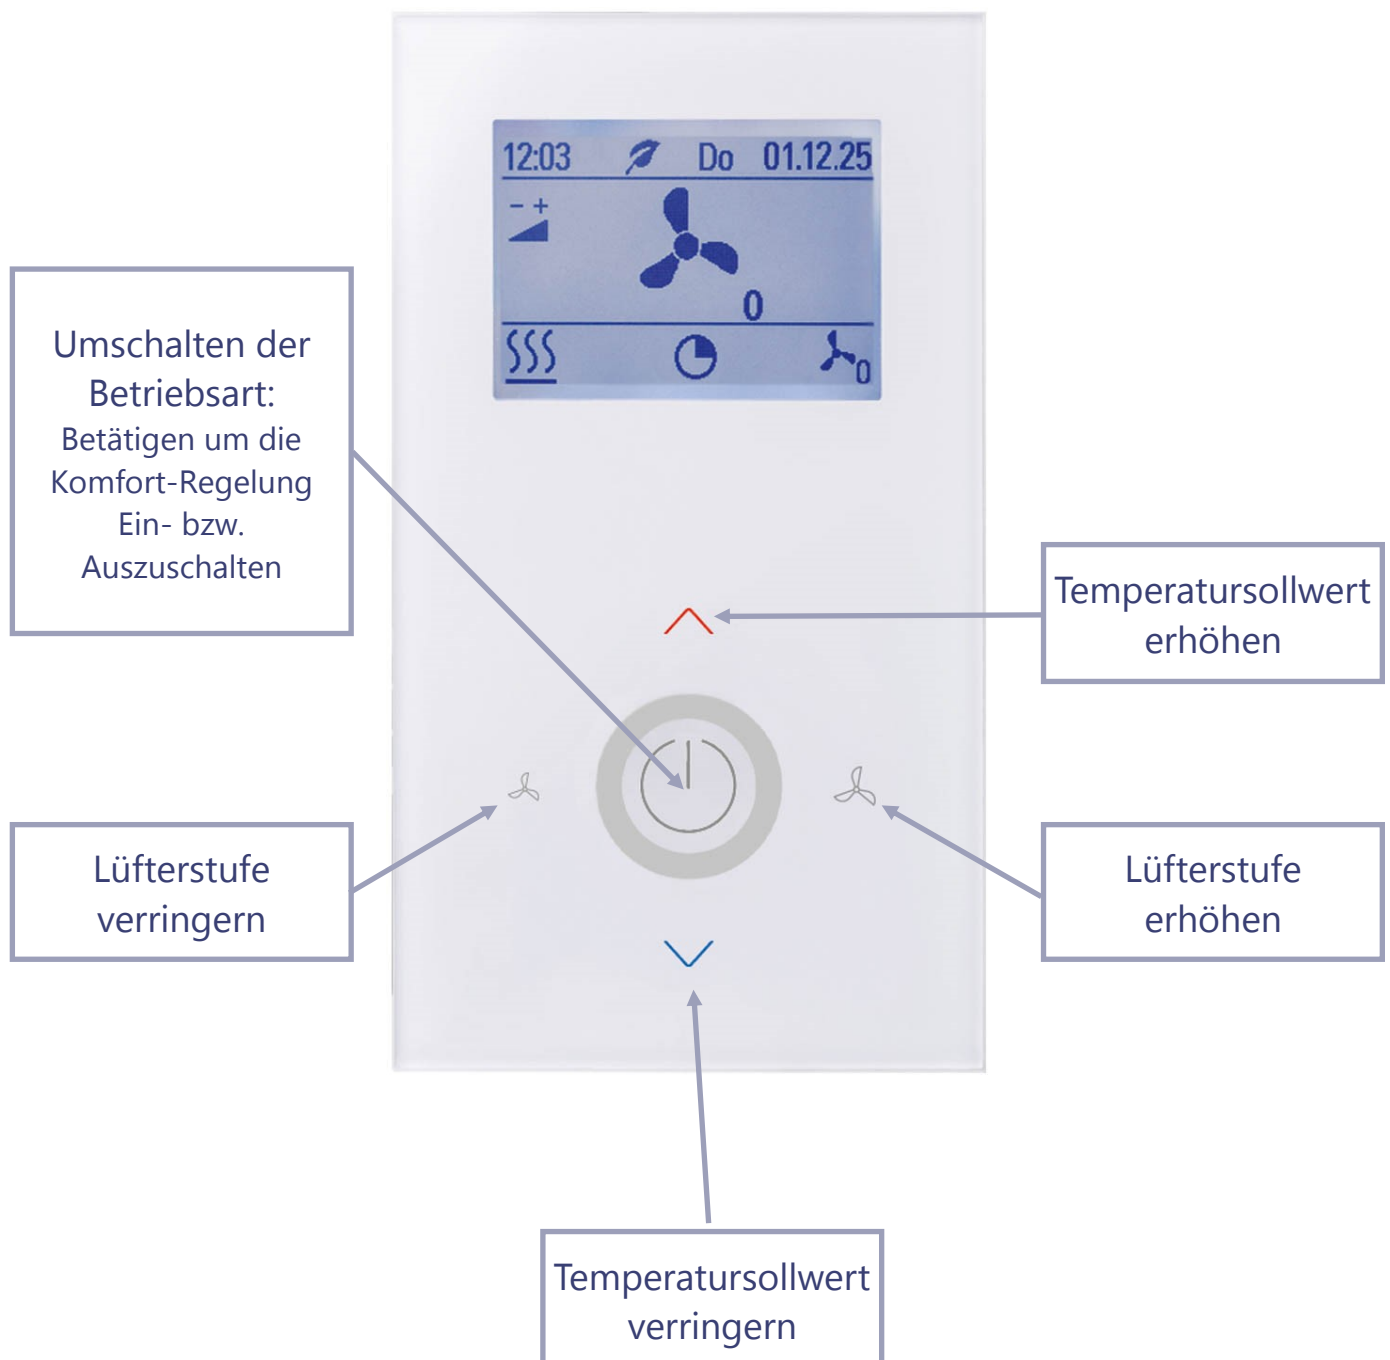 12:03 Do 01.12.25
- +
0
0
Umschalten der
Betriebsart:
Betätigen um die
Komfort-Regelung
Ein- bzw.
Auszuschalten
Temperatursollwert
erhöhen
Lüfterstufe
verringern
Lüfterstufe
erhöhen
Temperatursollwert
verringern